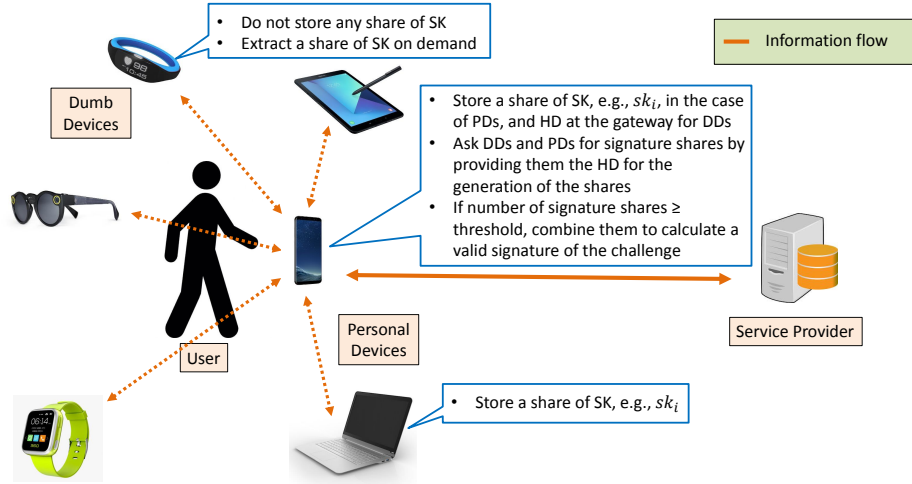 • Do not store any share of SK
• Extract a share of SK on demand
Information flow
Dumb
Devices
• Store a share of SK, e.g., sk_i, in the case
of PDs, and HD at the gateway for DDs
• Ask DDs and PDs for signature shares by
providing them the HD for the
generation of the shares
• If number of signature shares ≥
threshold, combine them to calculate a
valid signature of the challenge
User
Personal
Devices
Service Provider
• Store a share of SK, e.g., sk_i
06:14